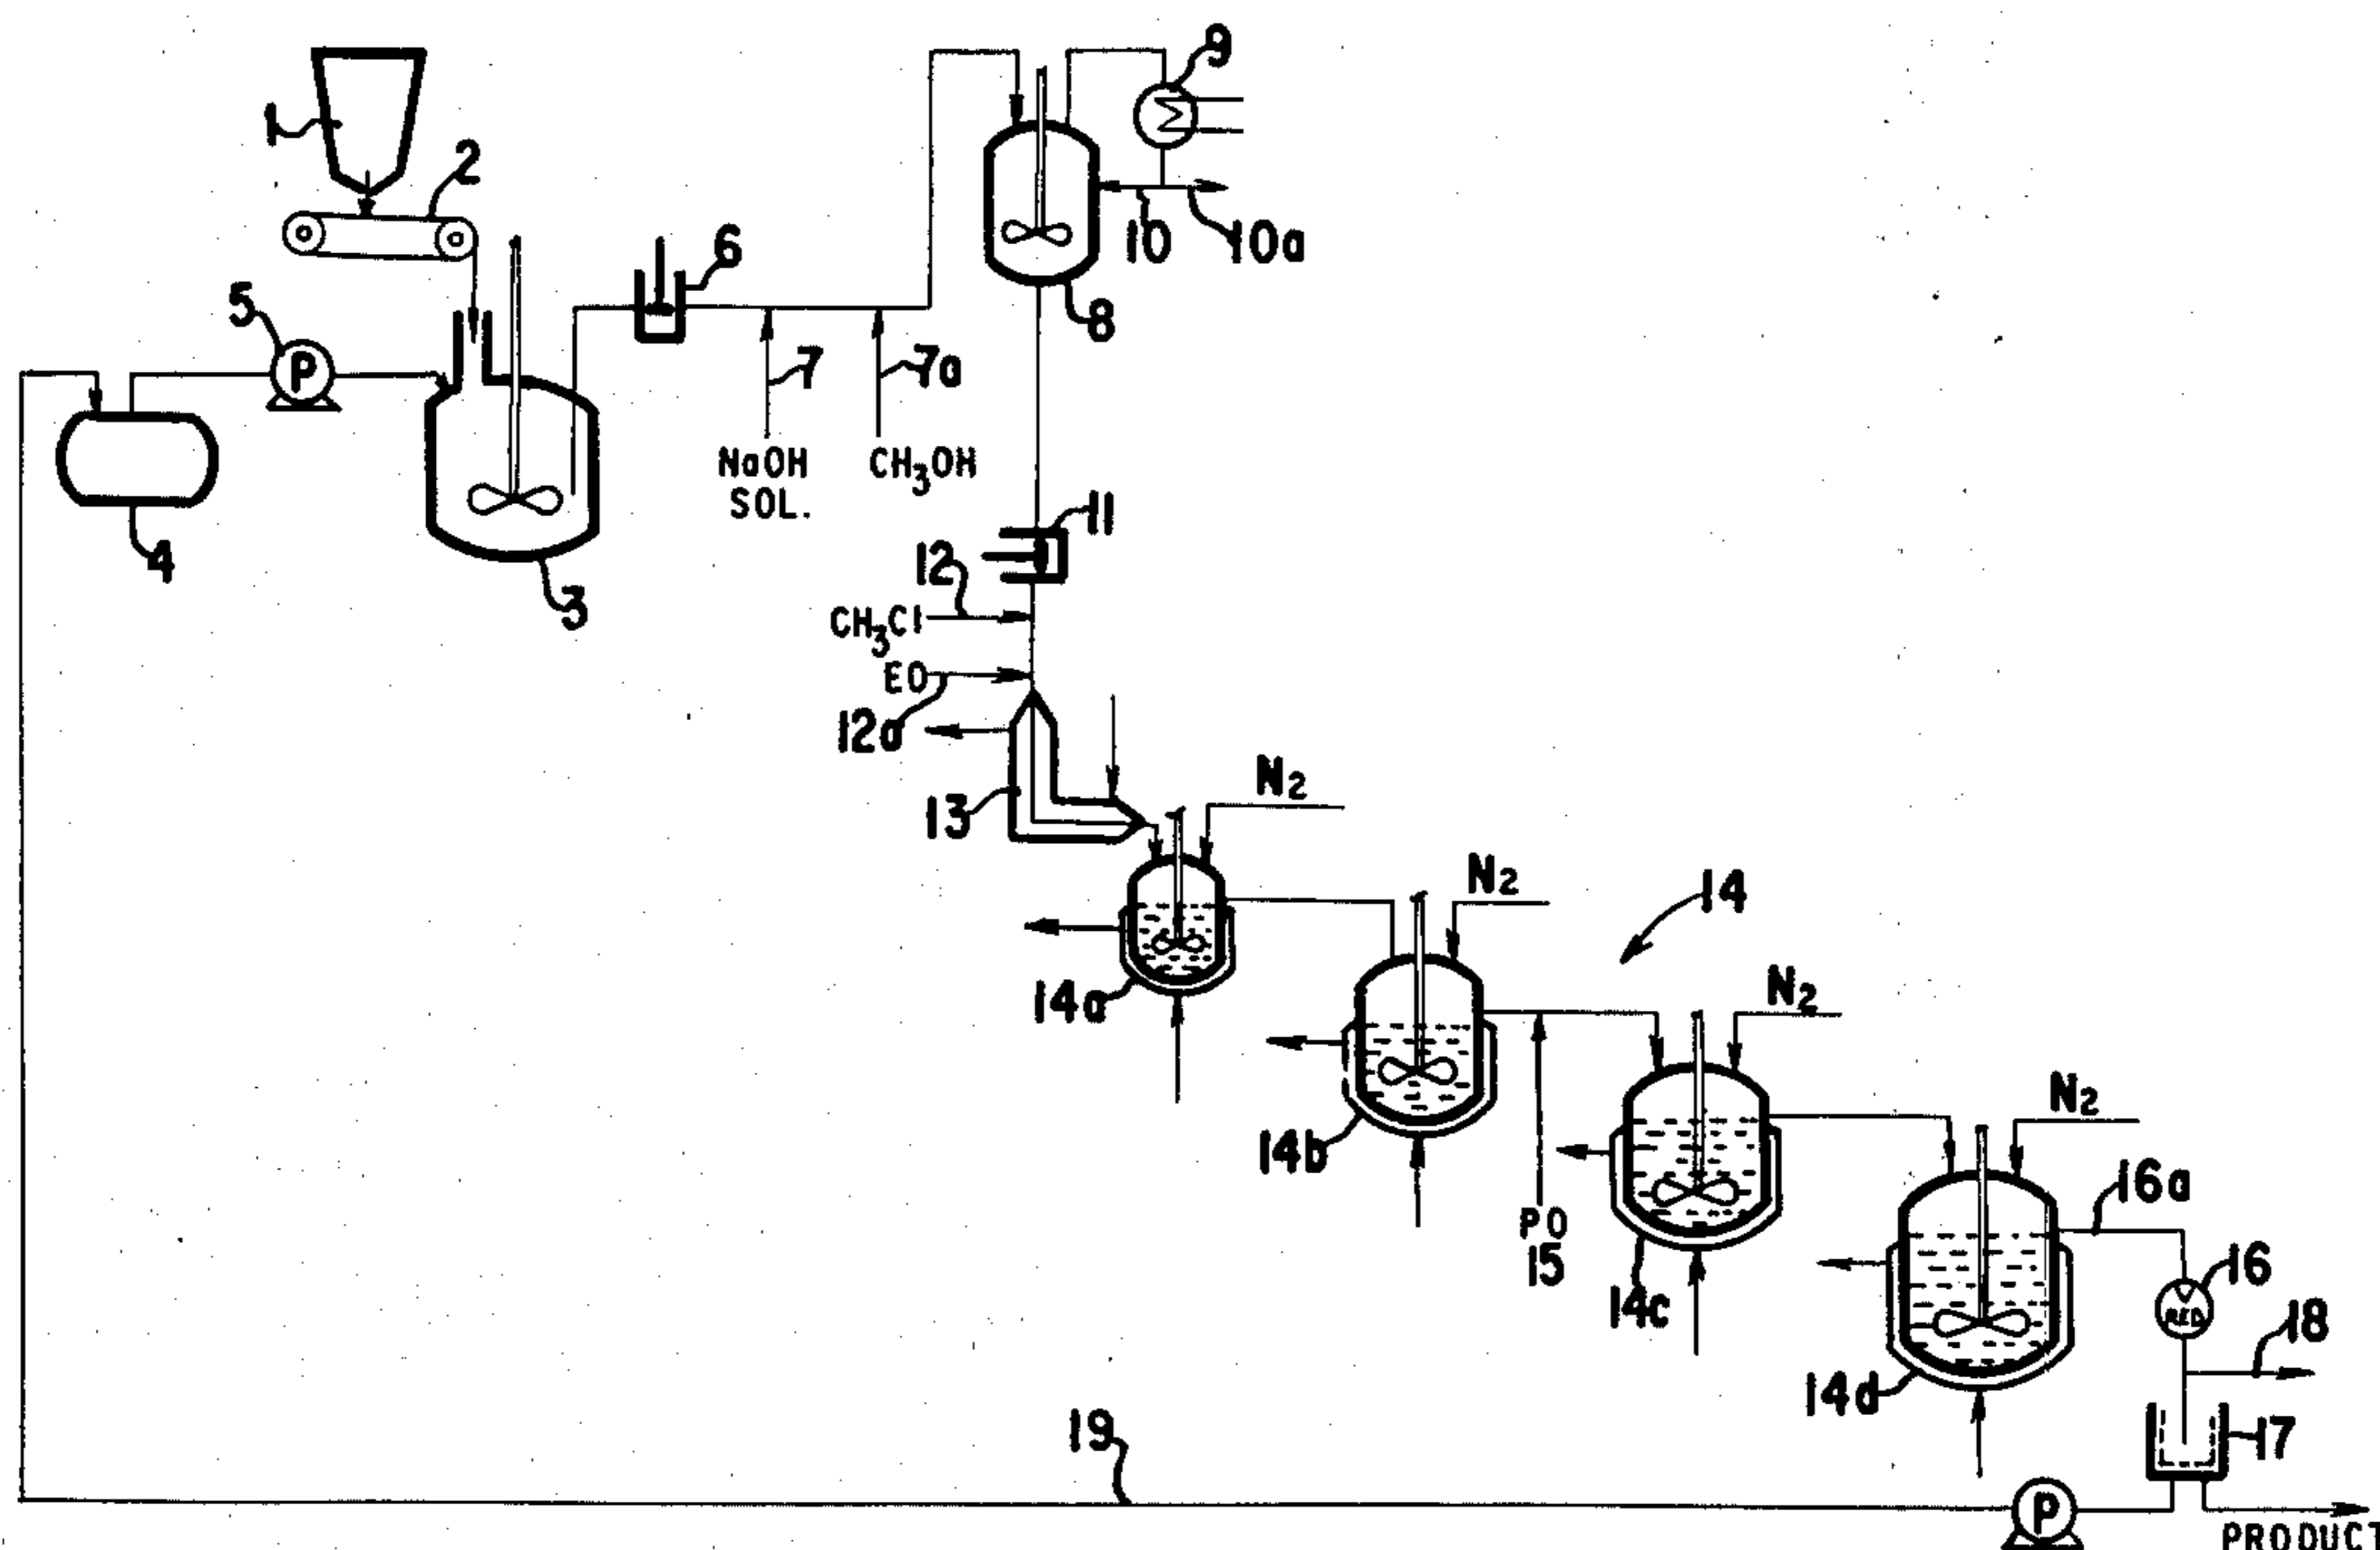 1
2
5
P
4
3
6
7
7a
NaOH
SOL.
CH3OH
9
10
10a
8
11
12
CH3Cl
EO
12a
13
N2
N2
14
14a
N2
14b
N2
PO
15
14c
16a
16
RED
18
14d
17
19
P
PRODUCT